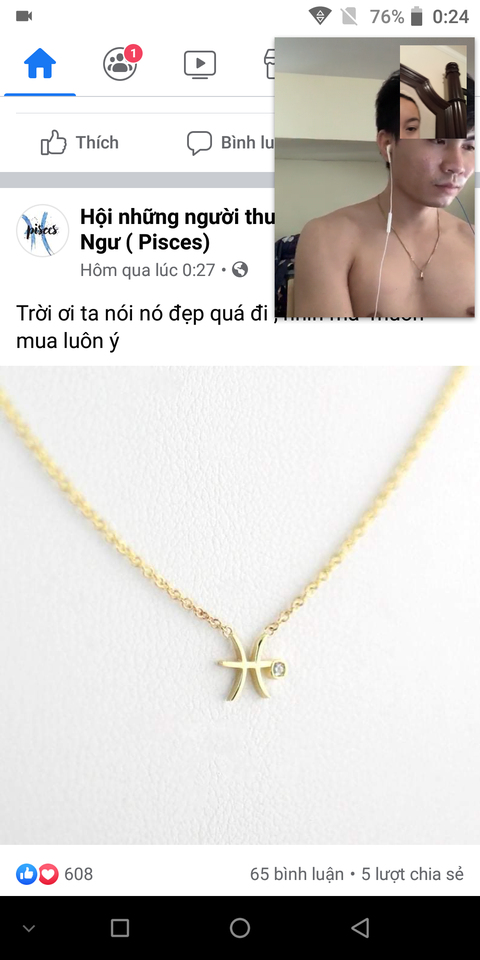 76% 0:24
1
Thích Bình lu
pisces
Hội những người thu
Ngư ( Pisces)
Hôm qua lúc 0:27 •
Trời ơi ta nói nó đẹp quá đi
mua luôn ý
608 65 bình luận • 5 lượt chia sẻ